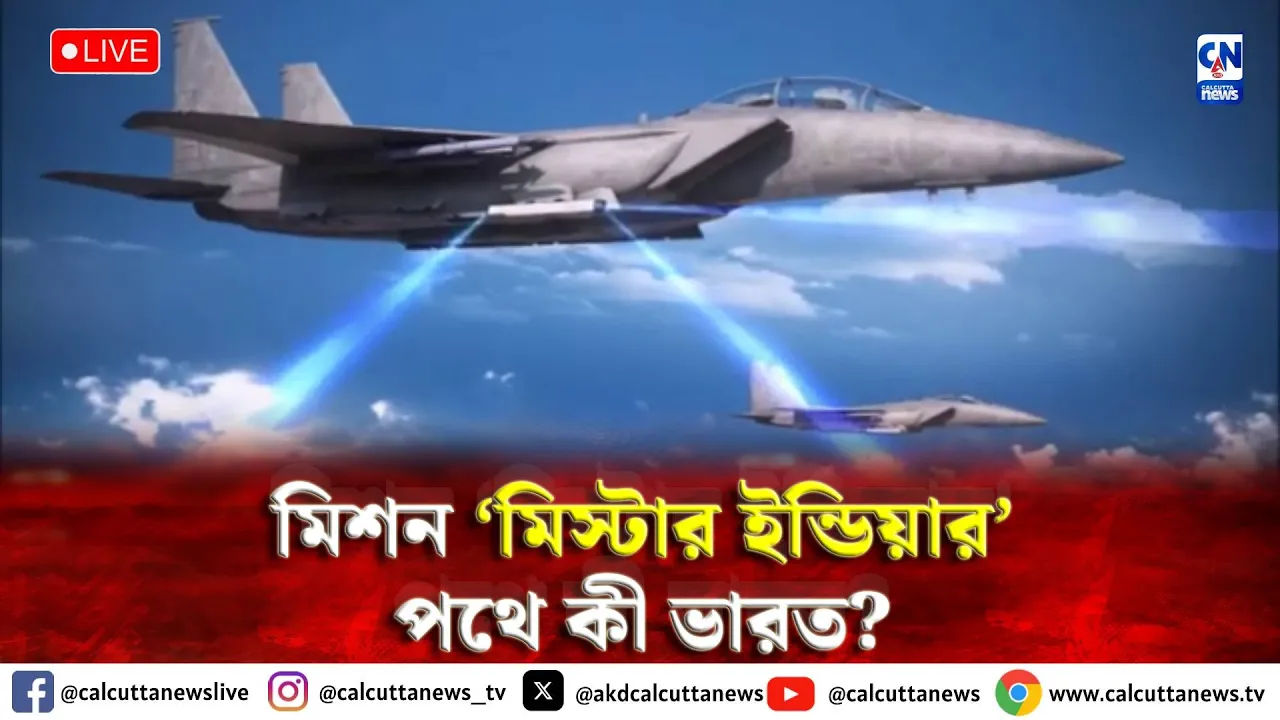 LIVE
CN
CALCUTTA
news
মিশন ‘মিস্টার ইন্ডিয়ার’
পথে কী ভারত?
@calcuttanewslive @calcuttanews_tv @akdcalcuttanews @calcuttanews www.calcuttanews.tv